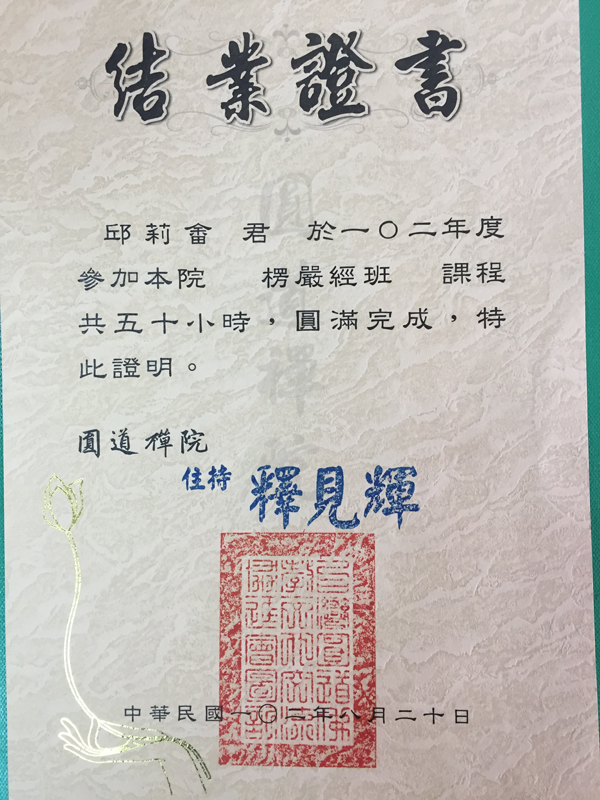 結業證書
邱莉畬 君 於一〇二年度
參加本院 楞嚴經班 課程
共五十小時，圓滿完成，特
此證明。
圓道禪院
住持 釋見輝
中華民國一〇二年八月二十日